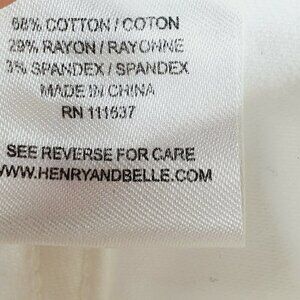 68% COTTON / COTON
29% RAYON / RAYONNE
3% SPANDEX / SPANDEX
MADE IN CHINA
RN 111637
SEE REVERSE FOR CARE
WWW.HENRYANDBELLE.COM